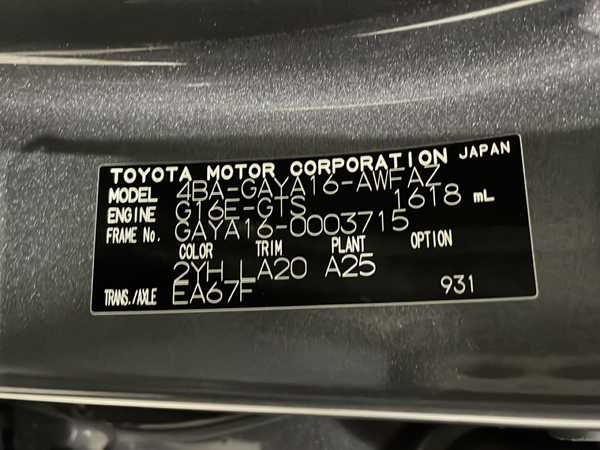 TOYOTA MOTOR CORPORATION JAPAN
MODEL 4BA-GAYA16-AWFAZ
ENGINE G16E-GTS 1618 mL
FRAME No. GAYA16-0003715
COLOR TRIM PLANT OPTION
2YH LA20 A25
TRANS./AXLE EA67F 931